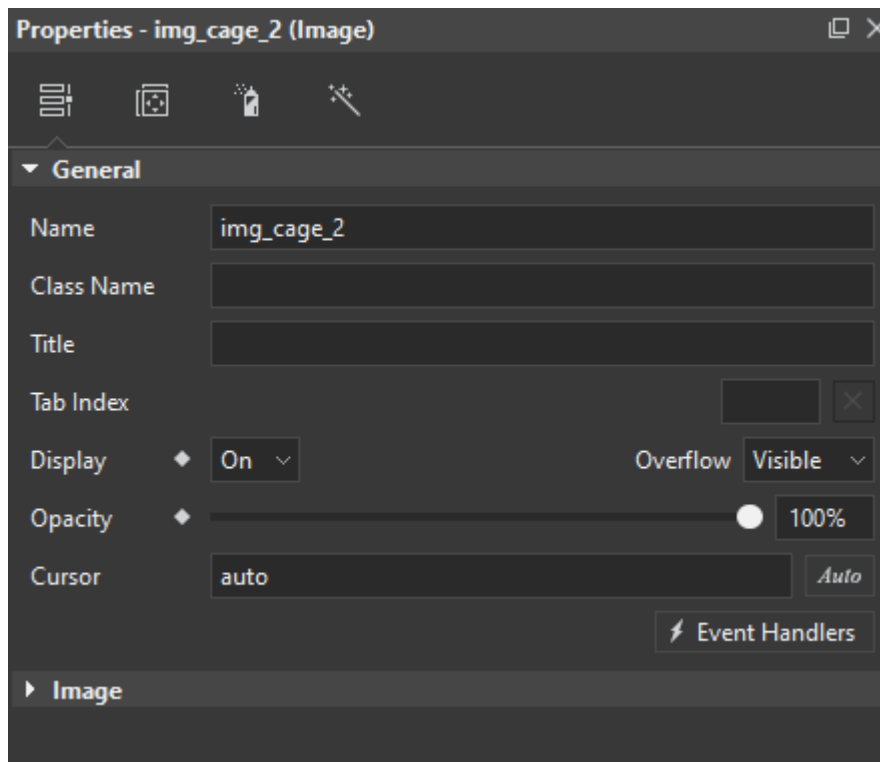 Properties - img_cage_2 (Image)
General
Name img_cage_2
Class Name
Title
Tab Index
Display On Overflow Visible
Opacity 100%
Cursor auto Auto
Event Handlers
Image